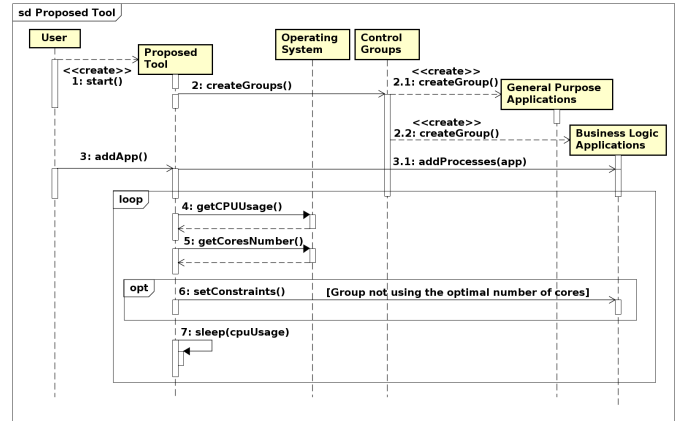 sd Proposed Tool
User
Proposed
Tool
Operating
System
Control
Groups
<<create>>
1: start()
2: createGroups()
<<create>>
2.1: createGroup()
General Purpose
Applications
<<create>>
2.2: createGroup()
Business Logic
Applications
3: addApp()
3.1: addProcesses(app)
loop
4: getCPUUsage()
5: getCoresNumber()
opt
6: setConstraints()
[Group not using the optimal number of cores]
7: sleep(cpuUsage)